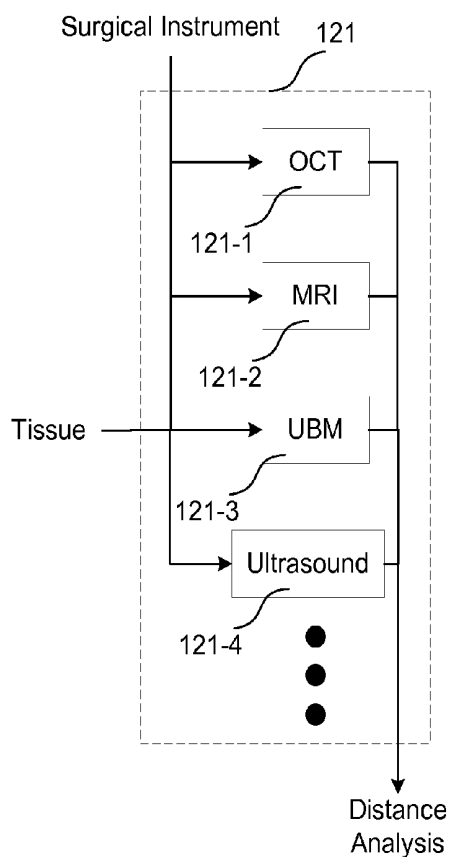 Surgical Instrument
121
OCT
121-1
MRI
121-2
Tissue
UBM
121-3
Ultrasound
121-4
Distance
Analysis